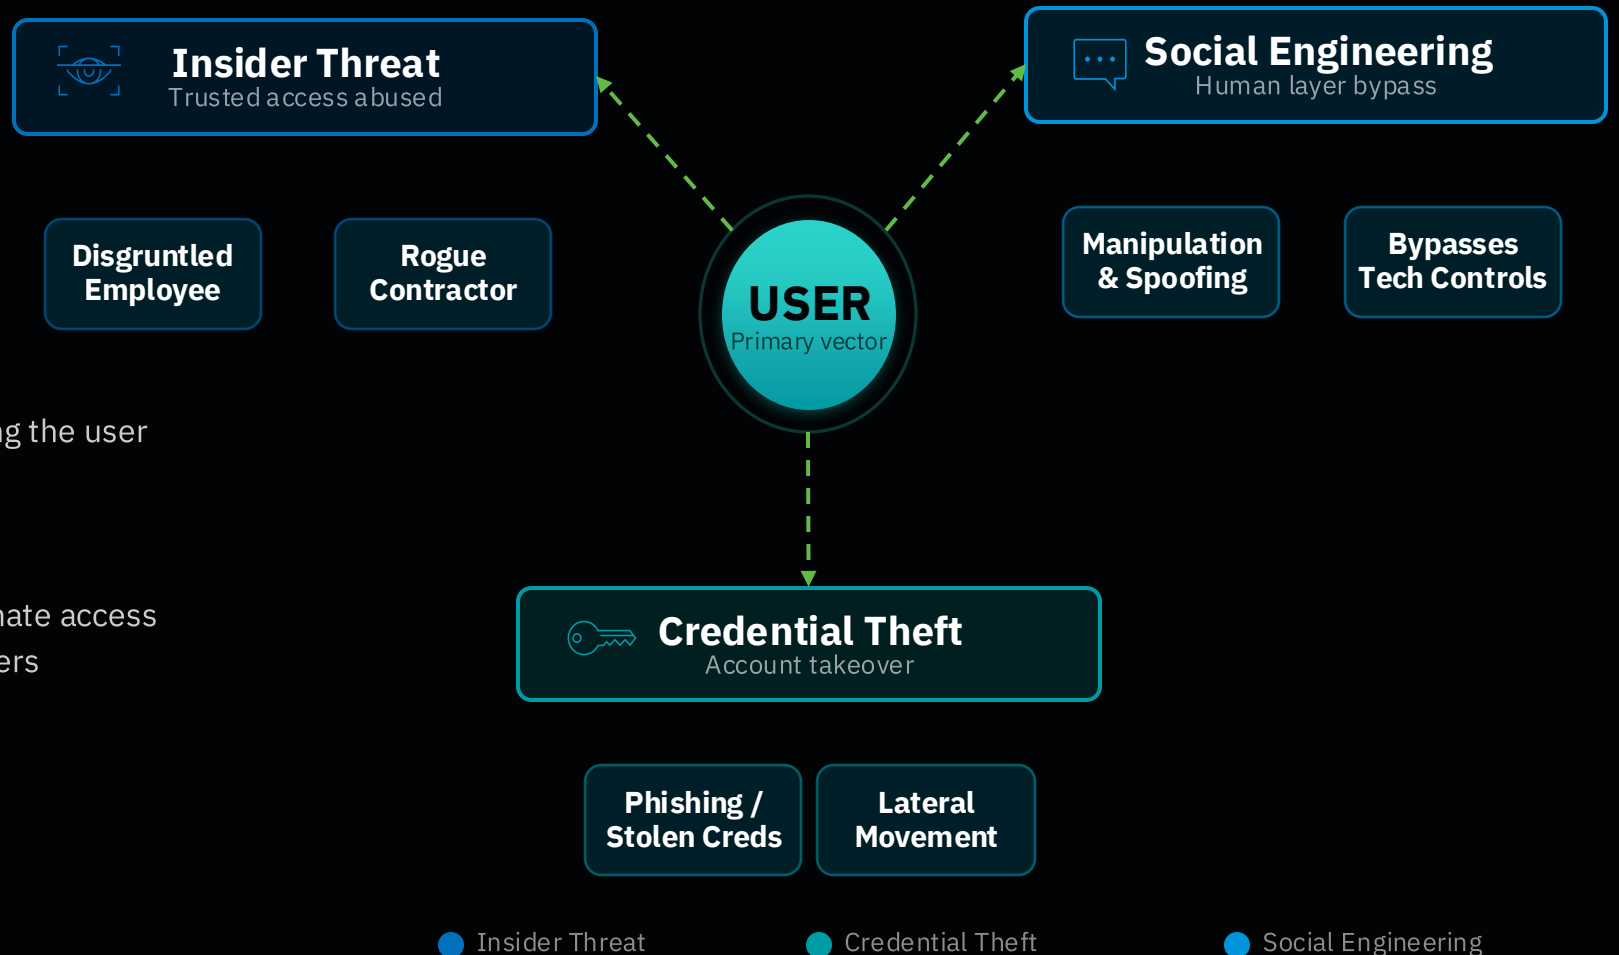 Insider Threat
Trusted access abused
Social Engineering
Human layer bypass
Disgruntled
Employee
Rogue
Contractor
USER
Primary vector
Manipulation
& Spoofing
Bypasses
Tech Controls
the user
access
Credential Theft
Account takeover
Phishing /
Stolen Creds
Lateral
Movement
Insider Threat
Credential Theft
Social Engineering